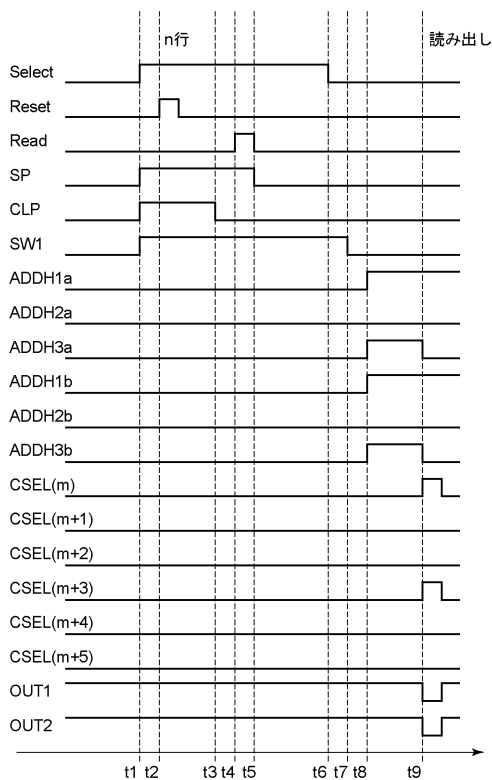 n行
読み出し
Select
Reset
Read
SP
CLP
SW1
ADDH1a
ADDH2a
ADDH3a
ADDH1b
ADDH2b
ADDH3b
CSEL(m)
CSEL(m+1)
CSEL(m+2)
CSEL(m+3)
CSEL(m+4)
CSEL(m+5)
OUT1
OUT2
t1 t2 t3 t4 t5 t6 t7 t8 t9